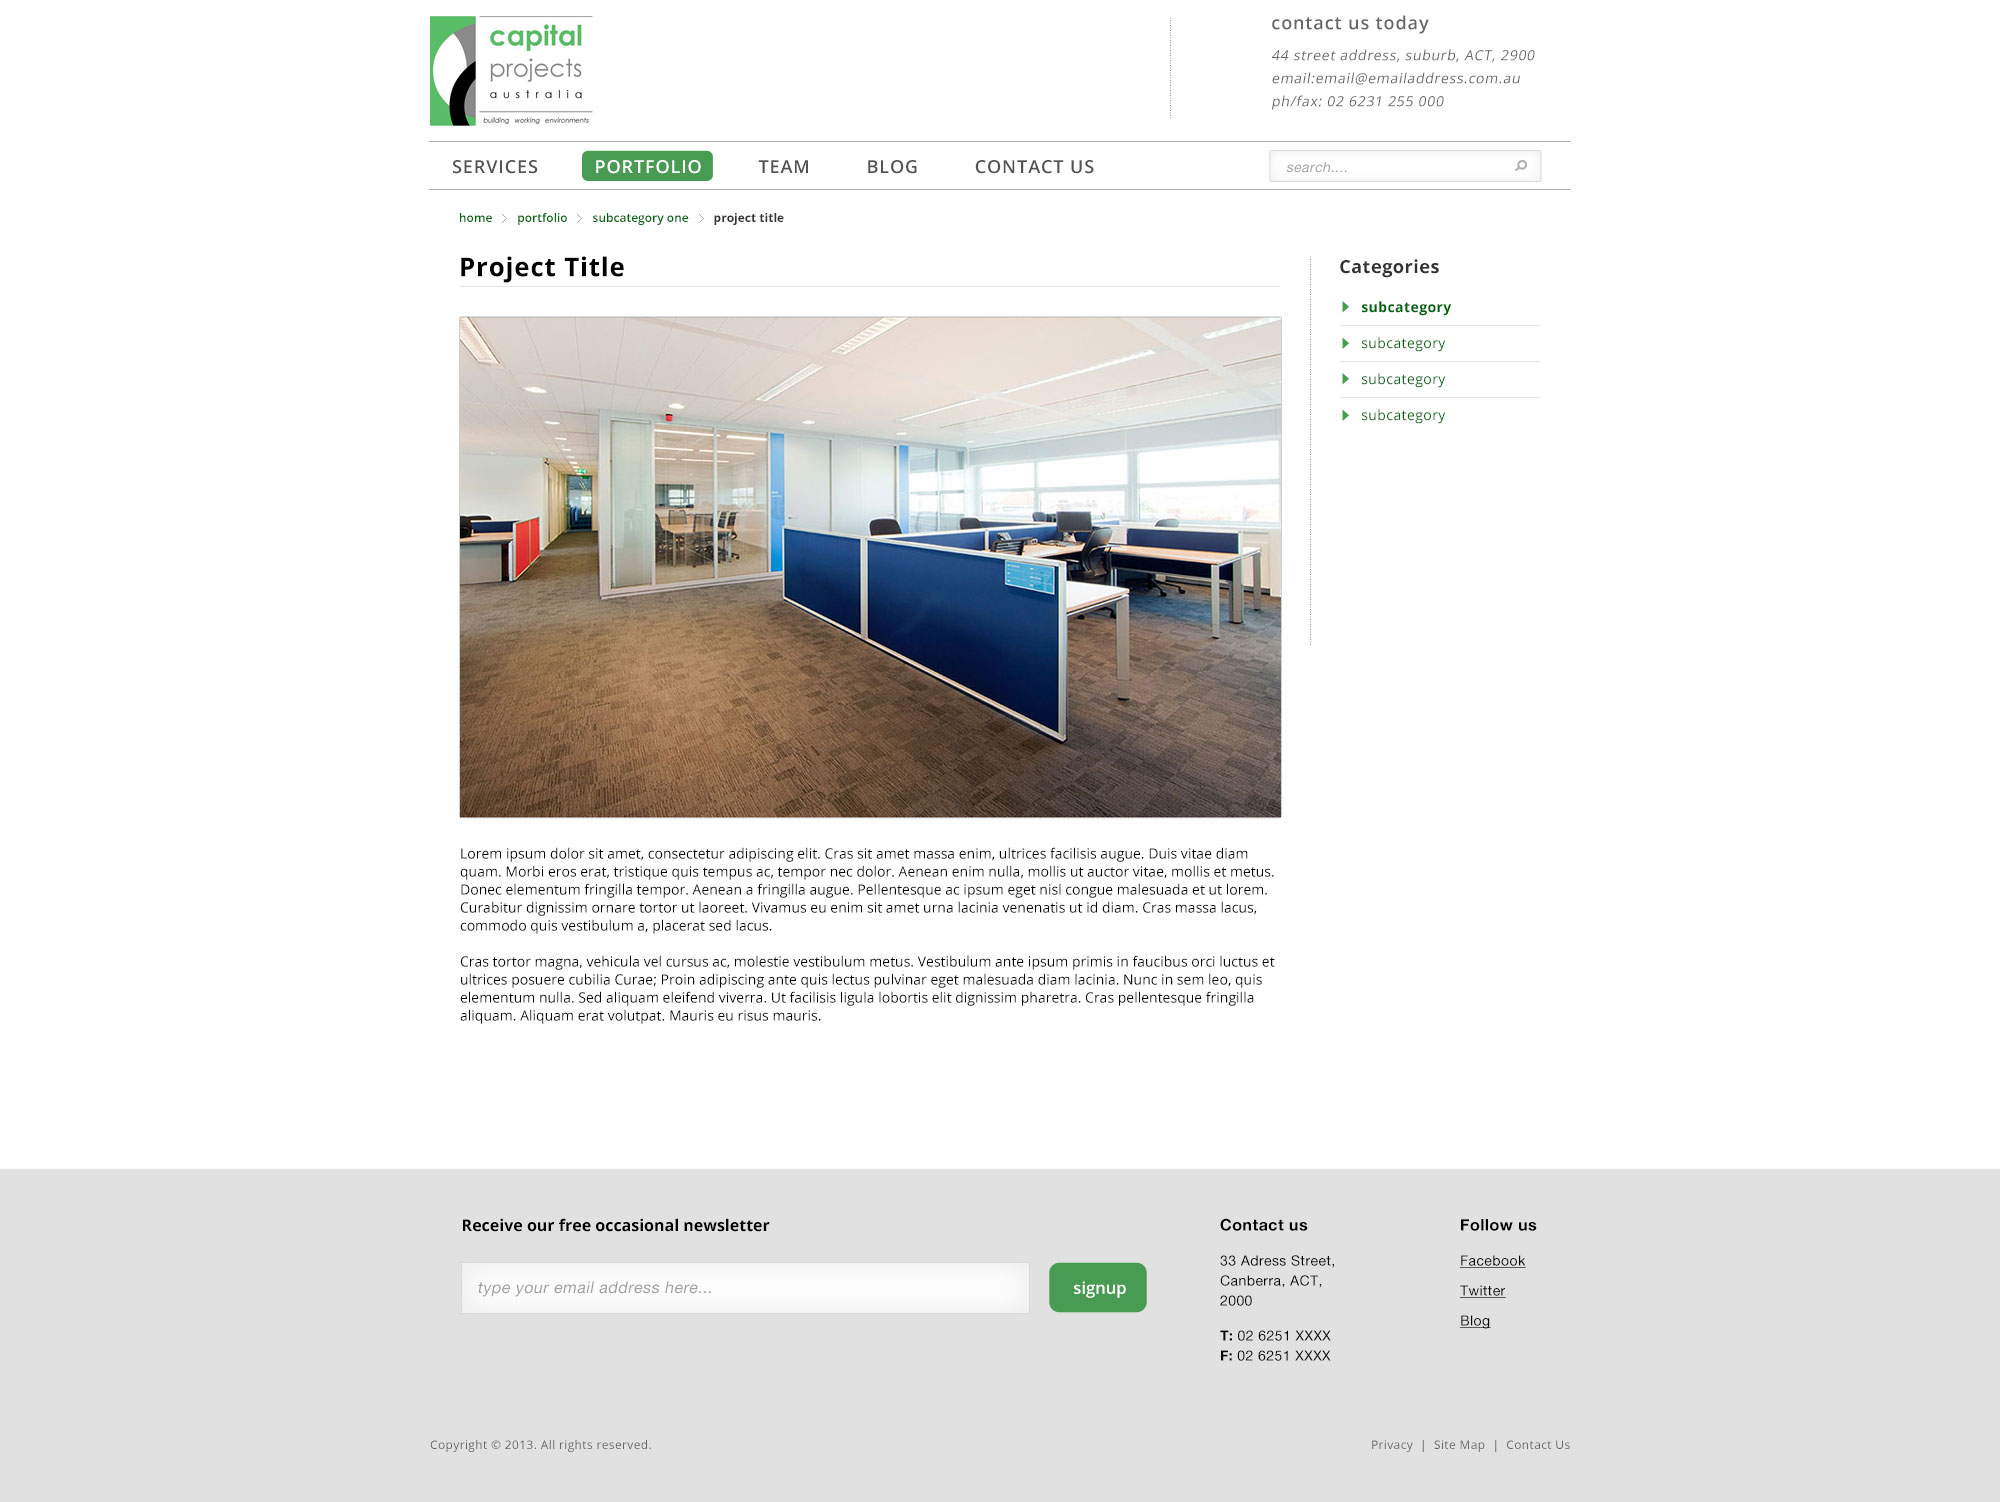 capital
projects
australia
building working environments
contact us today
44 street address, suburb, ACT, 2900
email:email@emailaddress.com.au
ph/fax: 02 6231 255 000
SERVICES PORTFOLIO TEAM BLOG CONTACT US search....
home portfolio subcategory one project title
Project Title
Categories
subcategory
subcategory
subcategory
subcategory
Lorem ipsum dolor sit amet, consectetur adipiscing elit. Cras sit amet massa enim, ultrices facilisis augue. Duis vitae diam
quam. Morbi eros erat, tristique quis tempus ac, tempor nec dolor. Aenean enim nulla, mollis ut auctor vitae, mollis et metus.
Donec elementum fringilla tempor. Aenean a fringilla augue. Pellentesque ac ipsum eget nisl congue malesuada et ut lorem.
Curabitur dignissim ornare tortor ut laoreet. Vivamus eu enim sit amet urna lacinia venenatis ut id diam. Cras massa lacus,
commodo quis vestibulum a, placerat sed lacus.
Cras tortor magna, vehicula vel cursus ac, molestie vestibulum metus. Vestibulum ante ipsum primis in faucibus orci luctus et
ultrices posuere cubilia Curae; Proin adipiscing ante quis lectus pulvinar eget malesuada diam lacinia. Nunc in sem leo, quis
elementum nulla. Sed aliquam eleifend viverra. Ut facilisis ligula lobortis elit dignissim pharetra. Cras pellentesque fringilla
aliquam. Aliquam erat volutpat. Mauris eu risus mauris.
Receive our free occasional newsletter
type your email address here...
signup
Contact us
33 Adress Street,
Canberra, ACT,
2000
T: 02 6251 XXXX
F: 02 6251 XXXX
Follow us
Facebook
Twitter
Blog
Copyright © 2013. All rights reserved.
Privacy | Site Map | Contact Us